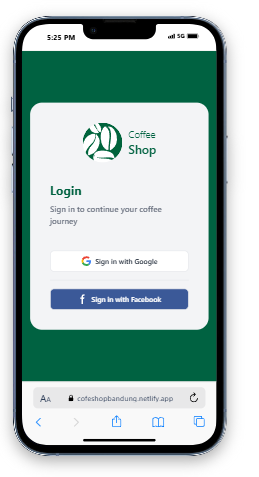 5:25 PM
5G
Coffee
Shop
Login
Sign in to continue your coffee
journey
Sign in with Google
f Sign in with Facebook
AA cofeshopbandung.netlify.app